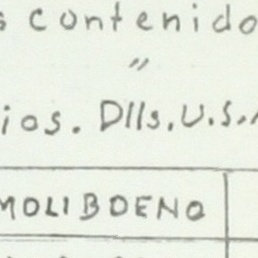 s contenido
"
ios. Dlls. U.S.
MOLIBDENO